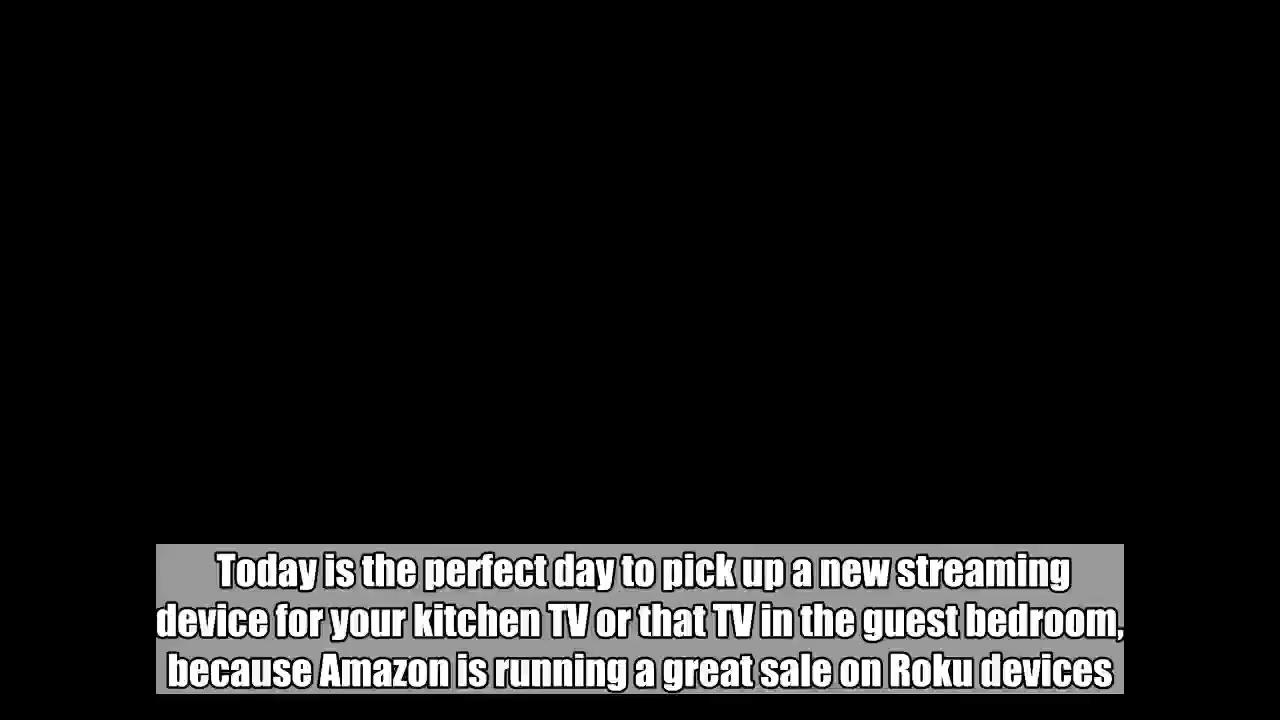 Today is the perfect day to pick up a new streaming
device for your kitchen TV or that TV in the guest bedroom,
because Amazon is running a great sale on Roku devices